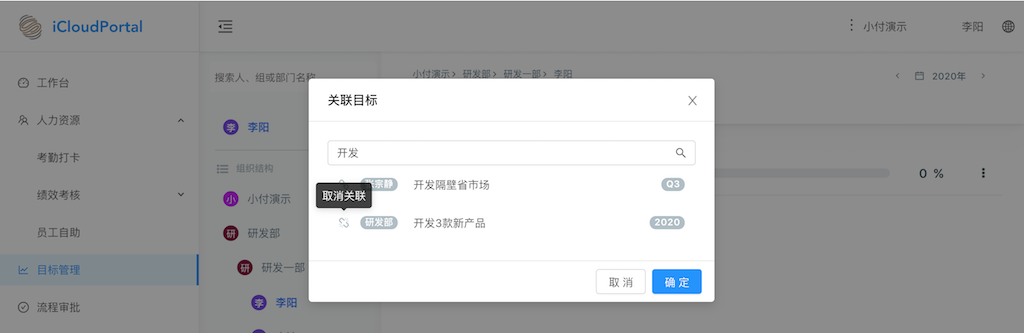 iCloudPortal
小付演示
李阳
工作台
人力资源
考勤打卡
绩效考核
员工自助
目标管理
流程审批
搜索人、组或部门名称
李 李阳
组织结构
小 小付演示
研 研发部
研 研发一部
李 李阳
小付演示 > 研发部 > 研发一部 > 李阳
< 2020年 >
0 %
关联目标
开发
开发隔壁省市场
Q3
取消关联
研发部
开发3款新产品
2020
取 消
确 定